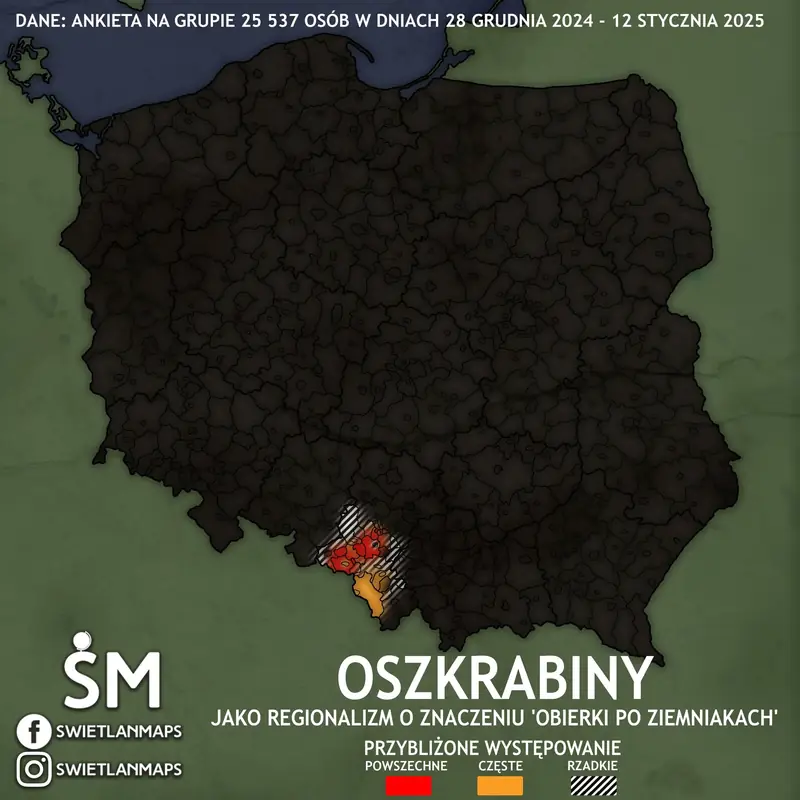 DANE: ANKIETA NA GRUPIE 25 537 OSÓB W DNIACH 28 GRUDNIA 2024 - 12 STYCZNIA 2025
ŚM
SWIETLANMAPS
SWIETLANMAPS
OSZKRABINY
JAKO REGIONALIZM O ZNACZENIU 'OBIERKI PO ZIEMNIAKACH'
PRZYBLIŻONE WYSTĘPOWANIE
POWSZECHNE CZĘSTE RZADKIE